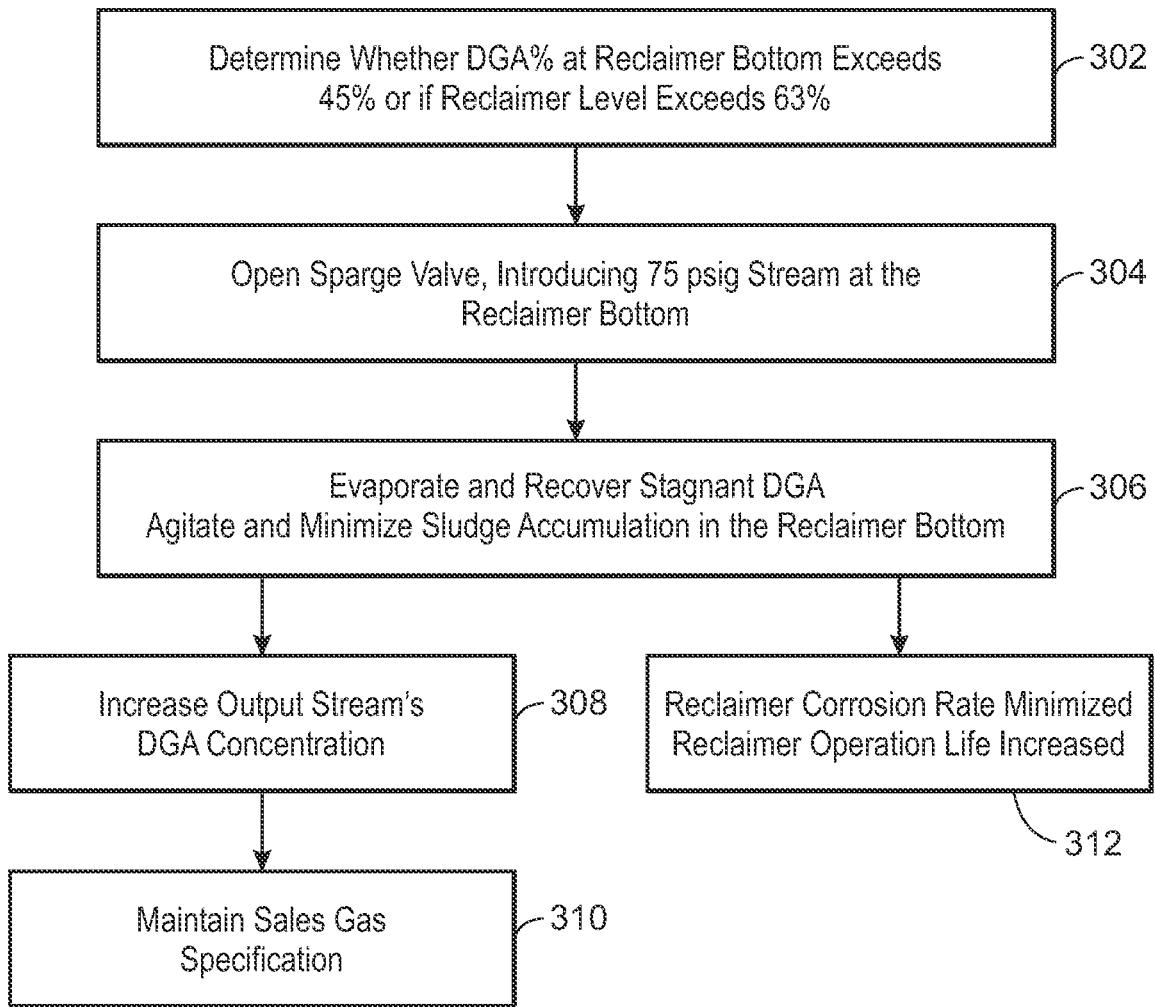 Determine Whether DGA% at Reclaimer Bottom Exceeds
45% or if Reclaimer Level Exceeds 63%
302
Open Sparge Valve, Introducing 75 psig Stream at the
Reclaimer Bottom
304
Evaporate and Recover Stagnant DGA
Agitate and Minimize Sludge Accumulation in the Reclaimer Bottom
306
Increase Output Stream's
DGA Concentration
308
Reclaimer Corrosion Rate Minimized
Reclaimer Operation Life Increased
312
Maintain Sales Gas
Specification
310